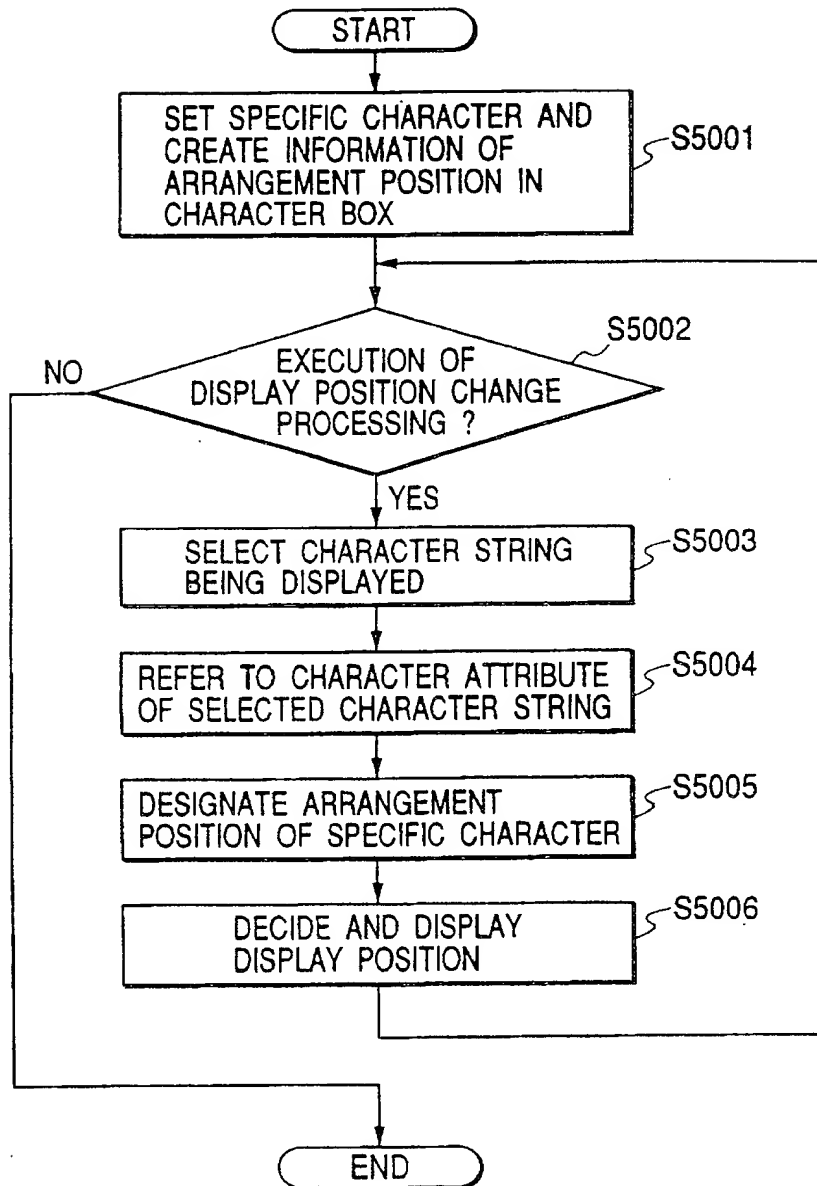 START
SET SPECIFIC CHARACTER AND
CREATE INFORMATION OF
ARRANGEMENT POSITION IN
CHARACTER BOX
S5001
S5002
EXECUTION OF
DISPLAY POSITION CHANGE
PROCESSING ?
NO
YES
SELECT CHARACTER STRING
BEING DISPLAYED
S5003
REFER TO CHARACTER ATTRIBUTE
OF SELECTED CHARACTER STRING
S5004
DESIGNATE ARRANGEMENT
POSITION OF SPECIFIC CHARACTER
S5005
DECIDE AND DISPLAY
DISPLAY POSITION
S5006
END